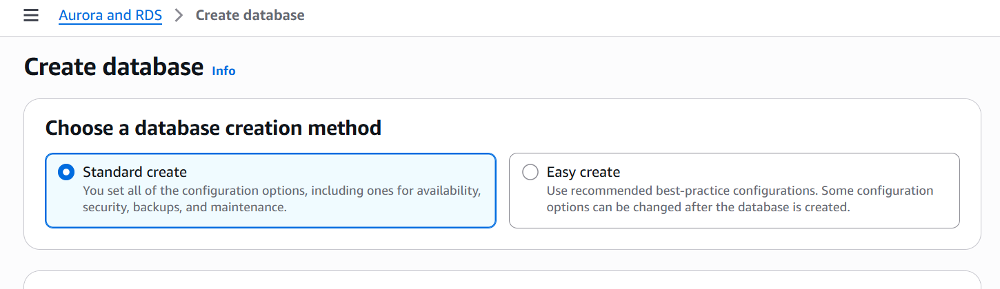 Aurora and RDS > Create database
Create database Info
Choose a database creation method
Standard create
You set all of the configuration options, including ones for availability,
security, backups, and maintenance.
Easy create
Use recommended best-practice configurations. Some configuration
options can be changed after the database is created.